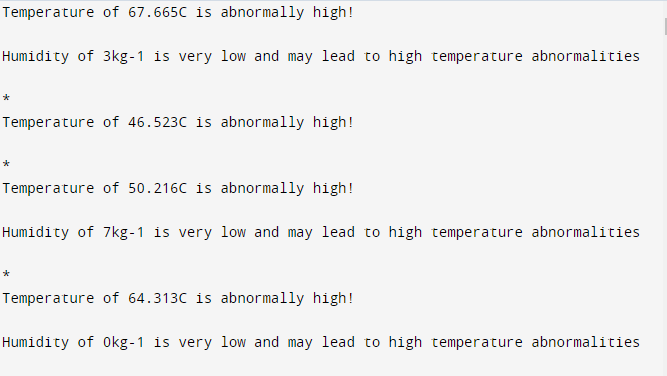 Temperature of 67.665C is abnormally high!
Humidity of 3kg-1 is very low and may lead to high temperature abnormalities
*
Temperature of 46.523C is abnormally high!
*
Temperature of 50.216C is abnormally high!
Humidity of 7kg-1 is very low and may lead to high temperature abnormalities
*
Temperature of 64.313C is abnormally high!
Humidity of 0kg-1 is very low and may lead to high temperature abnormalities